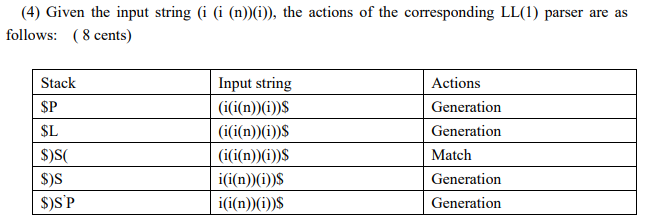 (4) Given the input string (i (i (n))(i)), the actions of the corresponding LL(1) parser are as
follows: ( 8 cents)
Stack Input string Actions
$P (i(i(n))(i))$ Generation
$L (i(i(n))(i))$ Generation
$)S( (i(i(n))(i))$ Match
$)S i(i(n))(i))$ Generation
$)S'P i(i(n))(i))$ Generation